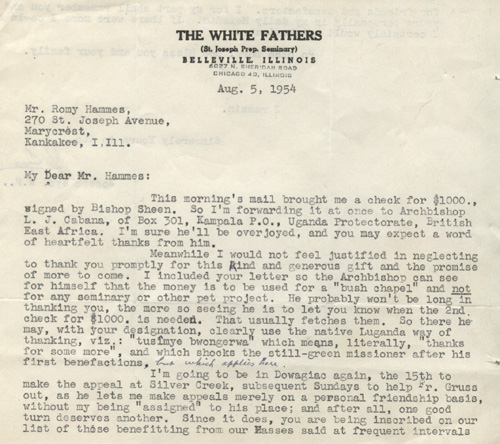 THE WHITE FATHERS
(St. Joseph Prep. Seminary)
BELLEVILLE, ILLINOIS
6027 N. SHERIDAN ROAD
CHICAGO 40, ILLINOIS
Aug. 5, 1954
Mr. Romy Hammes,
270 St. Joseph Avenue,
Marycrest,
Kankakee, I,Ill.
My Dear Mr. Hammes:
This morning's mail brought me a check for $1000.,
signed by Bishop Sheen. So I'm forwarding it at once to Archbishop
L. J. Cabana, of Box 301, Kampala P.O., Uganda Protectorate, British
East Africa. I'm sure he'll be overjoyed, and you may expect a word
of heartfelt thanks from him.
Meanwhile I would not feel justified in neglecting
to thank you promptly for this kind and generous gift and the promise
of more to come. I included your letter so the Archbishop can see
for himself that the money is to be used for a "bush chapel" and not
for any seminary or other pet project. He probably won't be long in
thanking you, the more so seeing he is to let you know when the 2nd.
check for $1000. is needed. That usually fetches them. So there he
may, with your designation, clearly use the native Luganda way of
thanking, viz.: "tusimye bwongerwa" which means, literally, "thanks
for some more", and which shocks the still-green missioner after his
first benefactions, but which applies here.
I'm going to be in Dowagiac again, the 15th to
make the appeal at Silver Creek, subsequent Sundays to help Fr. Gruss
out, as he lets me make appeals merely on a personal friendship basis,
without my being "assigned" to his place; and after all, one good
turn deserves another. Since it does, you are being inscribed on our
list of those benefitting from our Masses said at frequent intervals